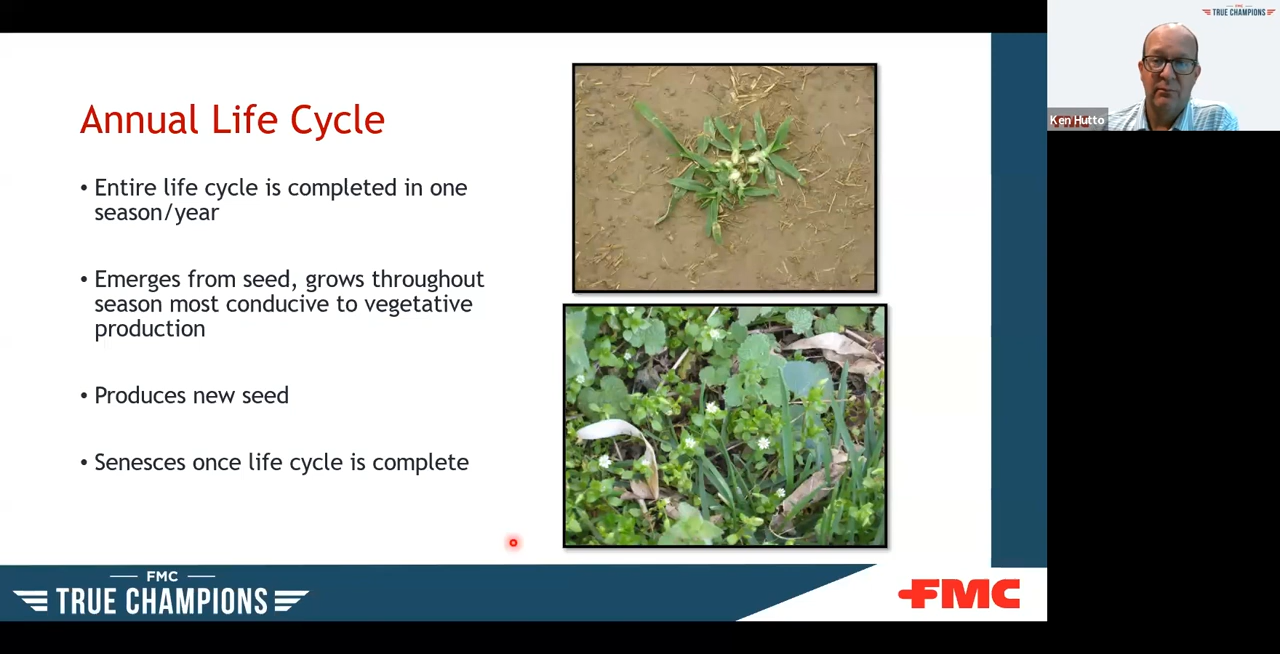 FMC
TRUE CHAMPIONS
Annual Life Cycle
• Entire life cycle is completed in one
season/year
• Emerges from seed, grows throughout
season most conducive to vegetative
production
• Produces new seed
• Senesces once life cycle is complete
Ken Hutto
FMC
TRUE CHAMPIONS
FMC